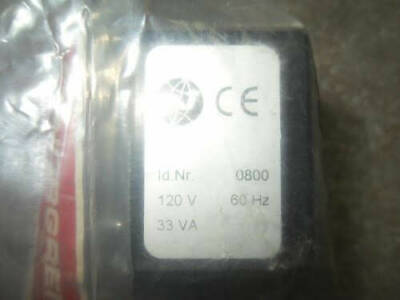 CE
Id.Nr. 0800
120 V 60 Hz
33 VA